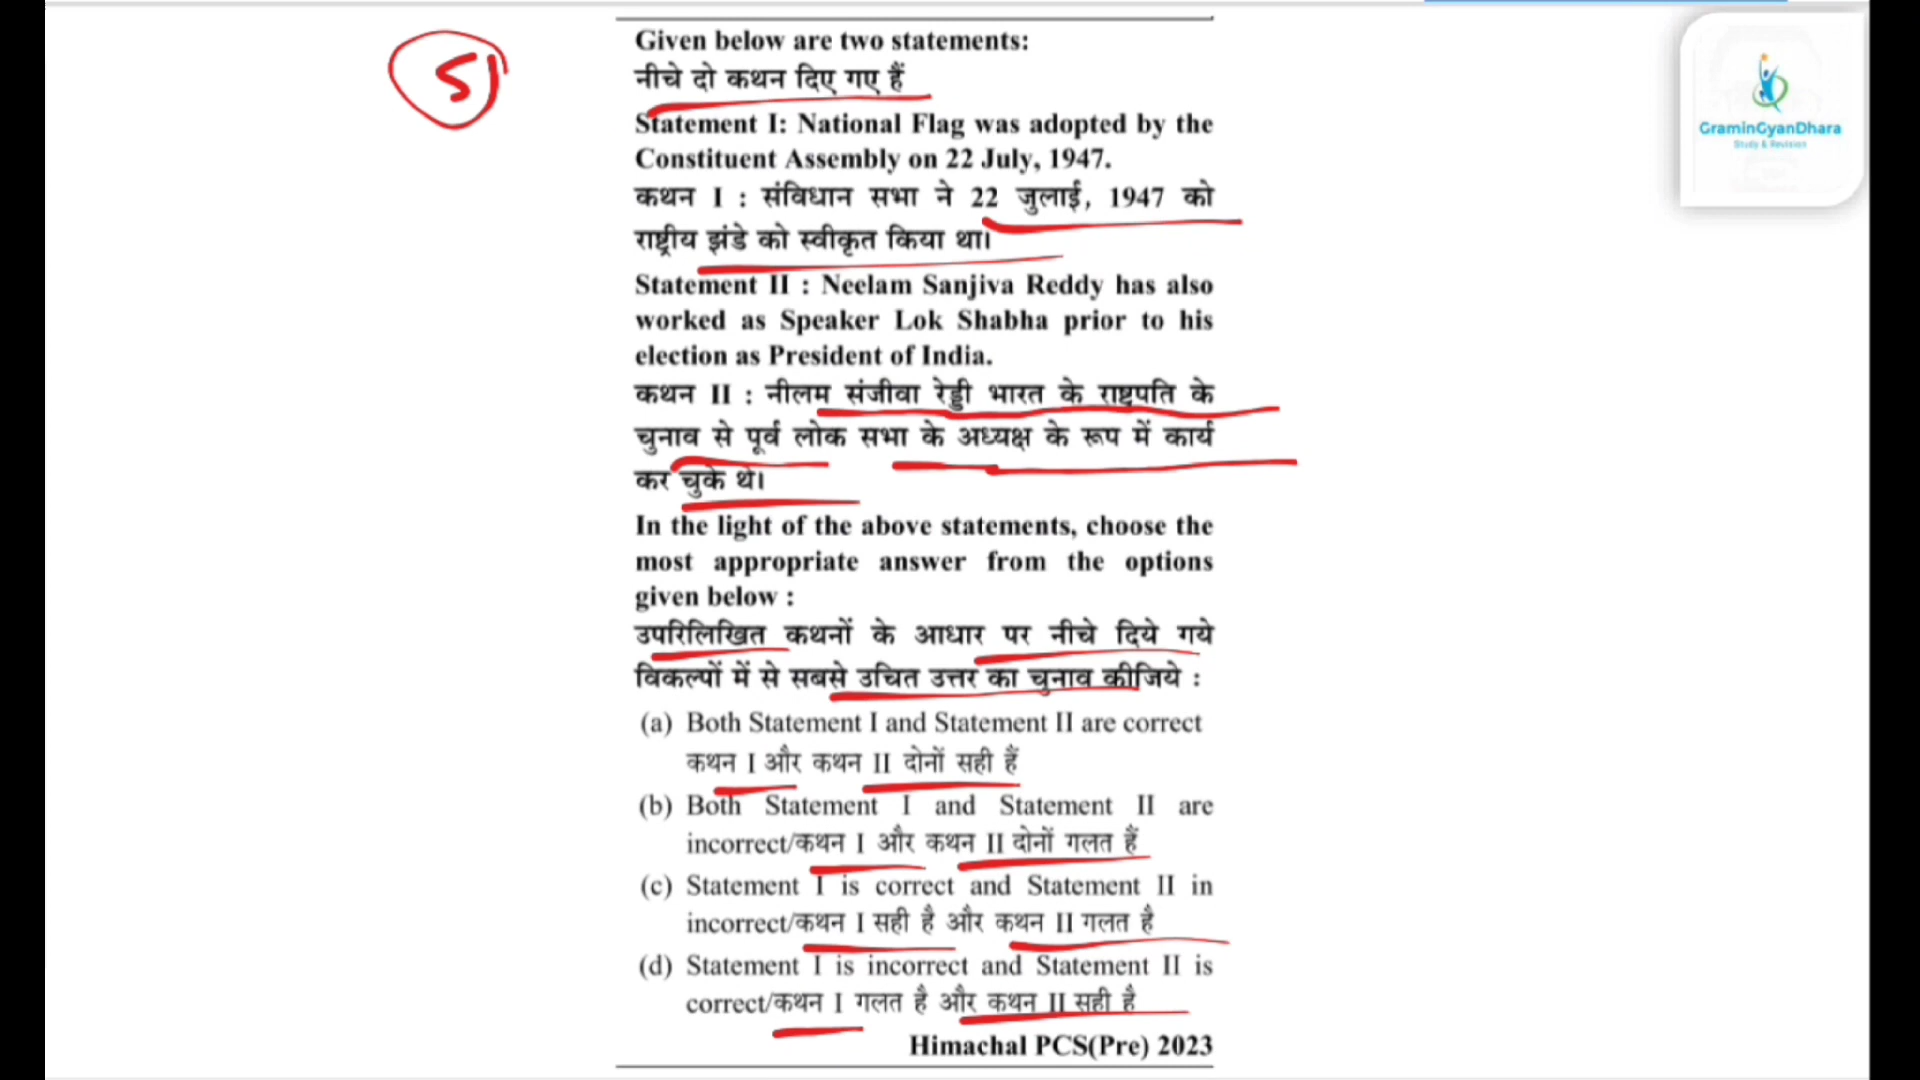 5)
Given below are two statements:
नीचे दो कथन दिए गए हैं
Statement I: National Flag was adopted by the
Constituent Assembly on 22 July, 1947.
कथन I : संविधान सभा ने 22 जुलाई, 1947 को
राष्ट्रीय झंडे को स्वीकृत किया था।
Statement II : Neelam Sanjiva Reddy has also
worked as Speaker Lok Shabha prior to his
election as President of India.
कथन II : नीलम संजीवा रेड्डी भारत के राष्ट्रपति के
चुनाव से पूर्व लोक सभा के अध्यक्ष के रूप में कार्य
कर चुके थे।
In the light of the above statements, choose the
most appropriate answer from the options
given below :
उपरिलिखित कथनों के आधार पर नीचे दिये गये
विकल्पों में से सबसे उचित उत्तर का चुनाव कीजिये :
(a) Both Statement I and Statement II are correct
कथन I और कथन II दोनों सही हैं
(b) Both Statement I and Statement II are
incorrect/कथन I और कथन II दोनों गलत हैं
(c) Statement I is correct and Statement II in
incorrect/कथन I सही है और कथन II गलत है
(d) Statement I is incorrect and Statement II is
correct/कथन I गलत है और कथन II सही है
Himachal PCS(Pre) 2023
GraminGyanDhara
Study & Revision